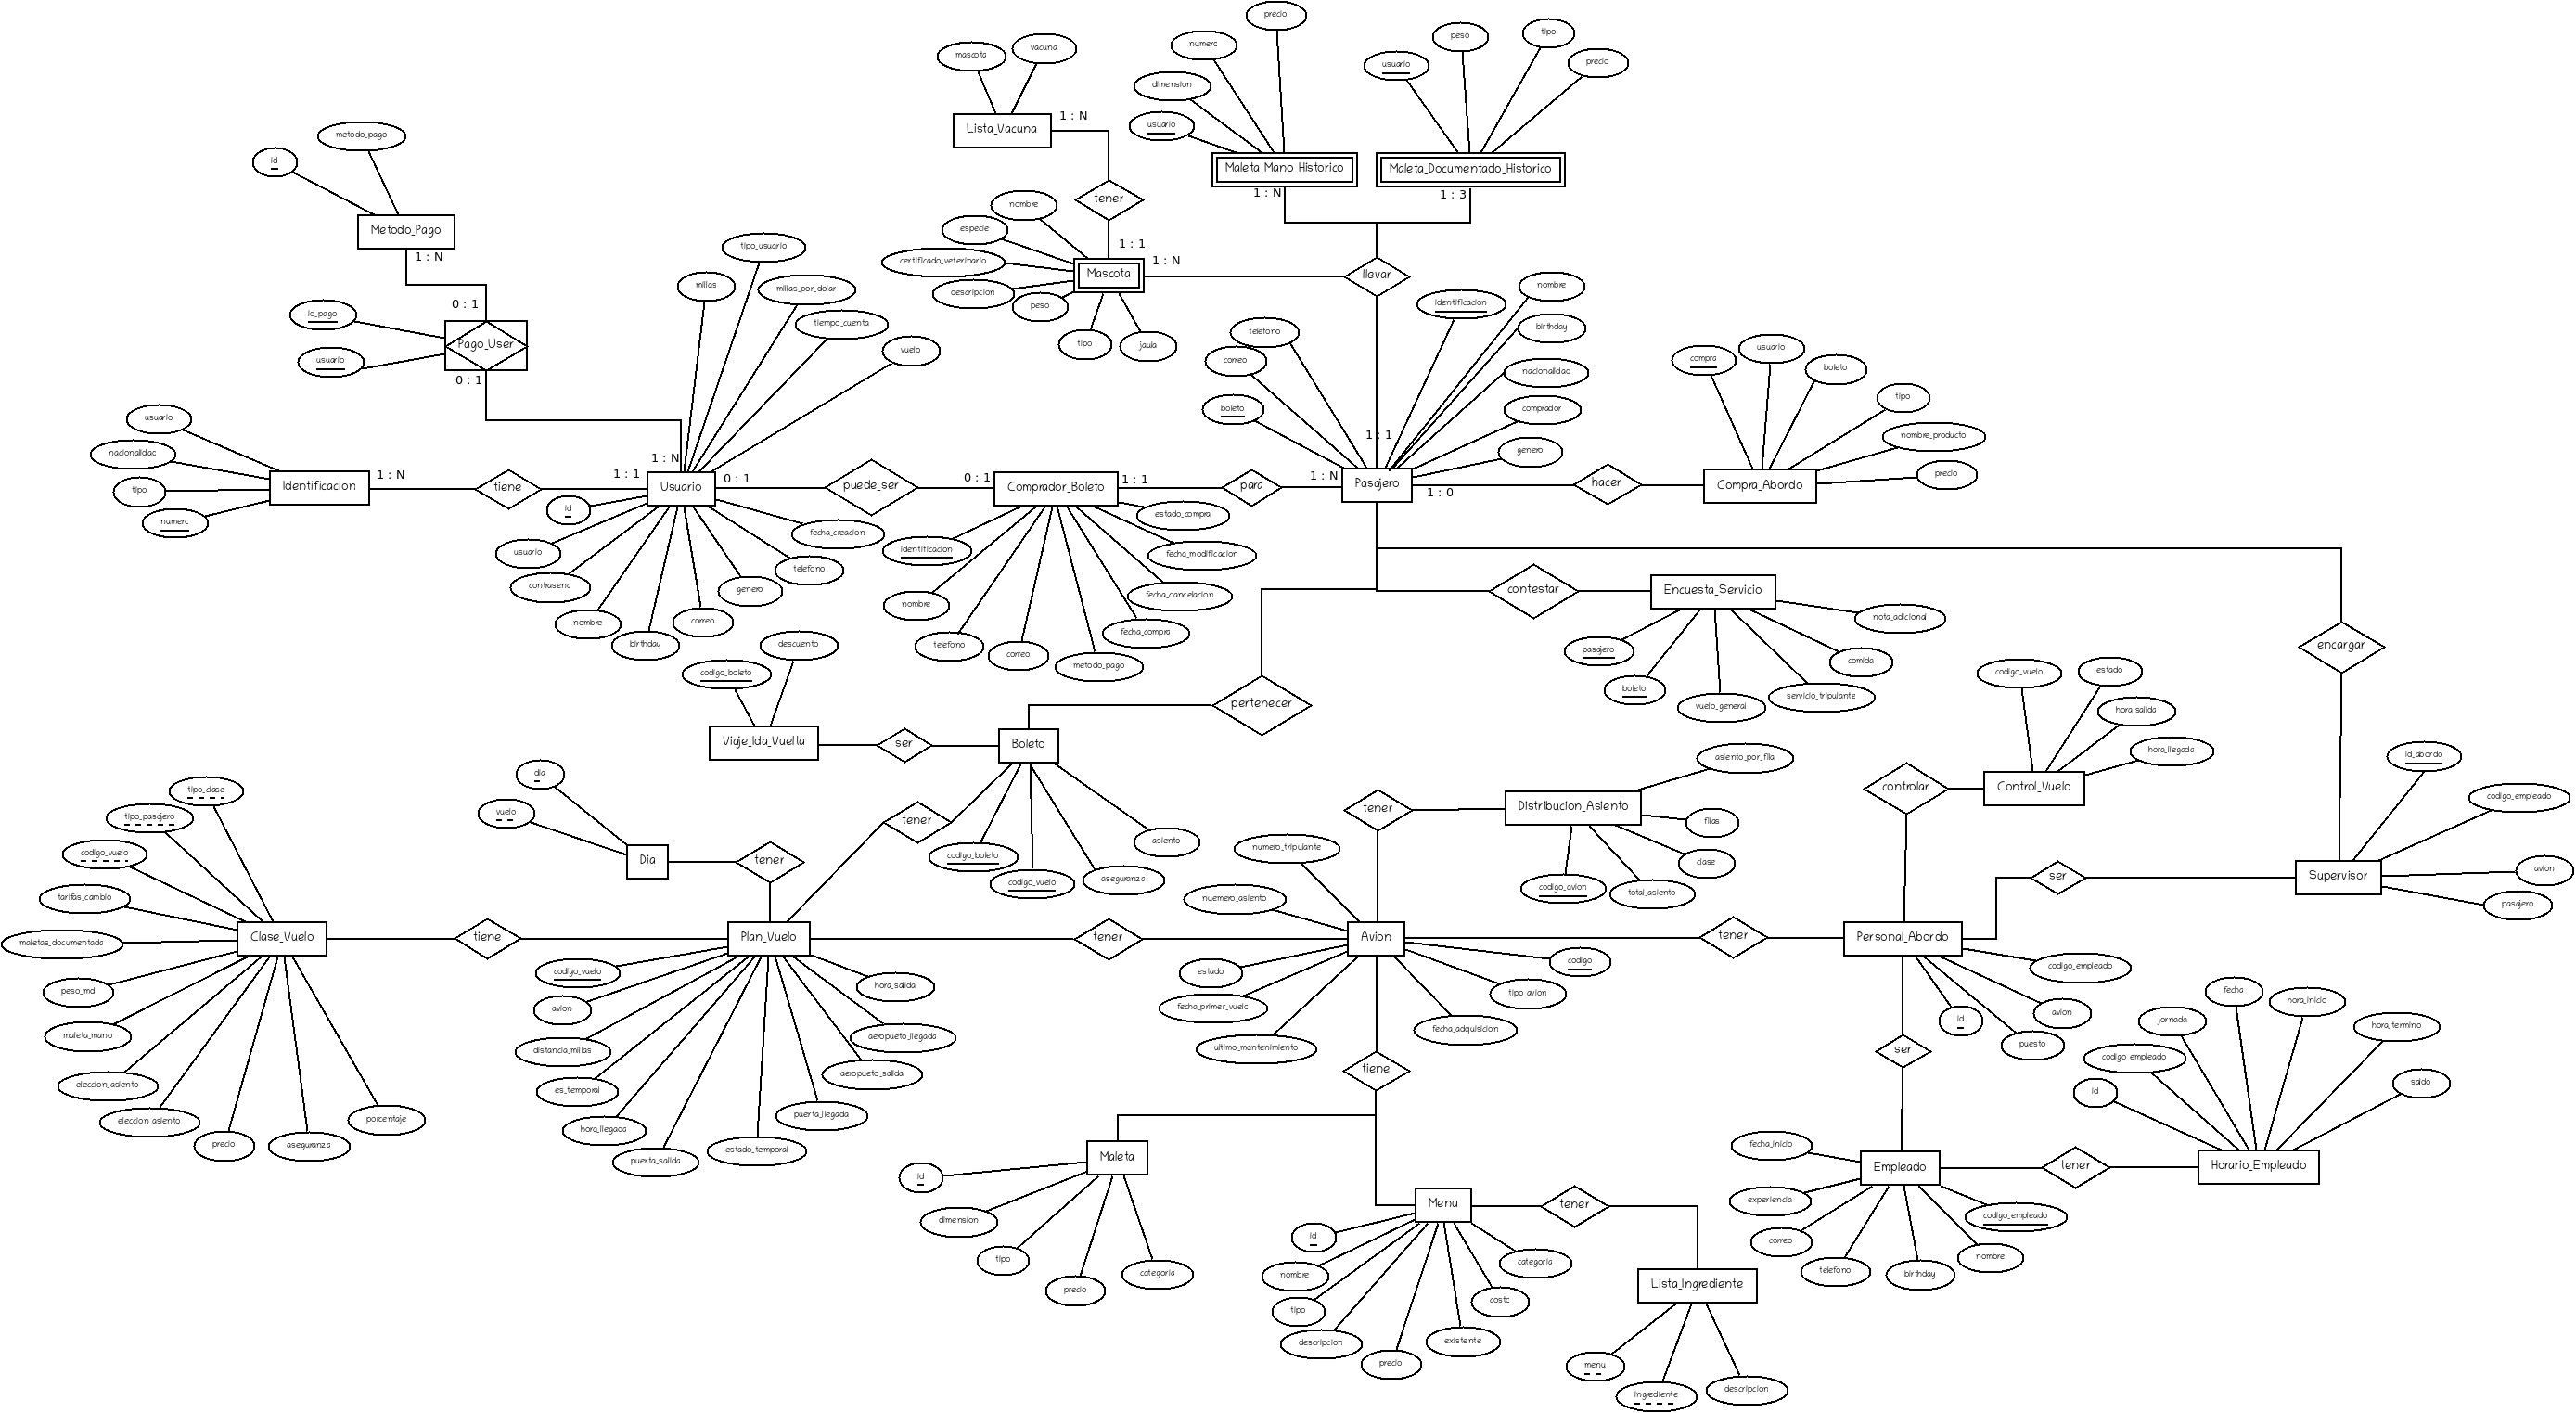 precio
tipo
peso
numero
vacuna
mascota
usuario
precio
dimension
Lista_Vacuna
1 : N
usuario
metodo_pago
id
Maleta_Mano_Historico
Maleta_Documentado_Historico
1 : N
1 : 3
tener
nombre
Metodo_Pago
especie
1 : N
tipo_usuario
1 : 1
certificado_veterinario
1 : N
Mascota
llevar
descripcion
peso
millas
millas_por_dolar
identificacion
nombre
0 : 1
id_pago
tiempo_cuenta
telefono
birthday
Pago_User
tipo
jaula
vuelo
correo
usuario
compra
usuario
boleto
0 : 1
nacionalidad
usuario
boleto
comprador
tipo
1 : 1
nombre_producto
nacionalidad
genero
1 : N
1 : N
Identificacion
tiene
1 : 1
Usuario
0 : 1
puede_ser
0 : 1
Comprador_Boleto
1 : 1
para
1 : N
Pasajero
1 : 0
hacer
Compra_Abordo
precio
tipo
numero
id
estado_compra
fecha_creacion
usuario
identificacion
fecha_modificacion
telefono
contrasena
genero
contestar
Encuesta_Servicio
fecha_cancelacion
nombre
nombre
correo
nota_adicional
birthday
telefono
correo
fecha_compra
metodo_pago
pasajero
comida
encargar
descuento
codigo_boleto
boleto
servicio_tripulante
vuelo_general
codigo_vuelo
estado
pertenecer
hora_salida
Viaje_Ida_Vuelta
ser
Boleto
hora_llegada
asiento_por_fila
id_abordo
dia
controlar
Control_Vuelo
tipo_clase
tener
Distribucion_Asiento
codigo_empleado
vuelo
tipo_pasajero
tener
asiento
filas
numero_tripulante
codigo_vuelo
Dia
tener
codigo_boleto
clase
codigo_vuelo
aseguranza
codigo_avion
total_asiento
ser
Supervisor
avion
tarifas_cambio
nuemero_asiento
pasajero
maletas_documentada
Clase_Vuelo
tiene
Plan_Vuelo
tener
Avion
tener
Personal_Abordo
codigo_vuelo
hora_salida
estado
codigo
codigo_empleado
peso_md
avion
fecha_primer_vuelo
tipo_avion
id
avion
fecha
hora_inicio
maleta_mano
distancia_millas
aeropueto_llegada
ultimo_mantenimiento
fecha_adquisicion
puesto
jornada
hora_termino
eleccion_asiento
es_temporal
aeropueto_salida
tiene
ser
codigo_empleado
id
saldo
eleccion_asiento
hora_llegada
puerta_llegada
porcentaje
precio
aseguranza
puerta_salida
estado_temporal
Maleta
fecha_inicio
Empleado
tener
Horario_Empleado
id
Menu
tener
experiencia
codigo_empleado
dimension
id
correo
tipo
nombre
categoria
telefono
birthday
nombre
precio
categoria
tipo
costo
Lista_Ingrediente
descripcion
existente
precio
menu
ingrediente
descripcion